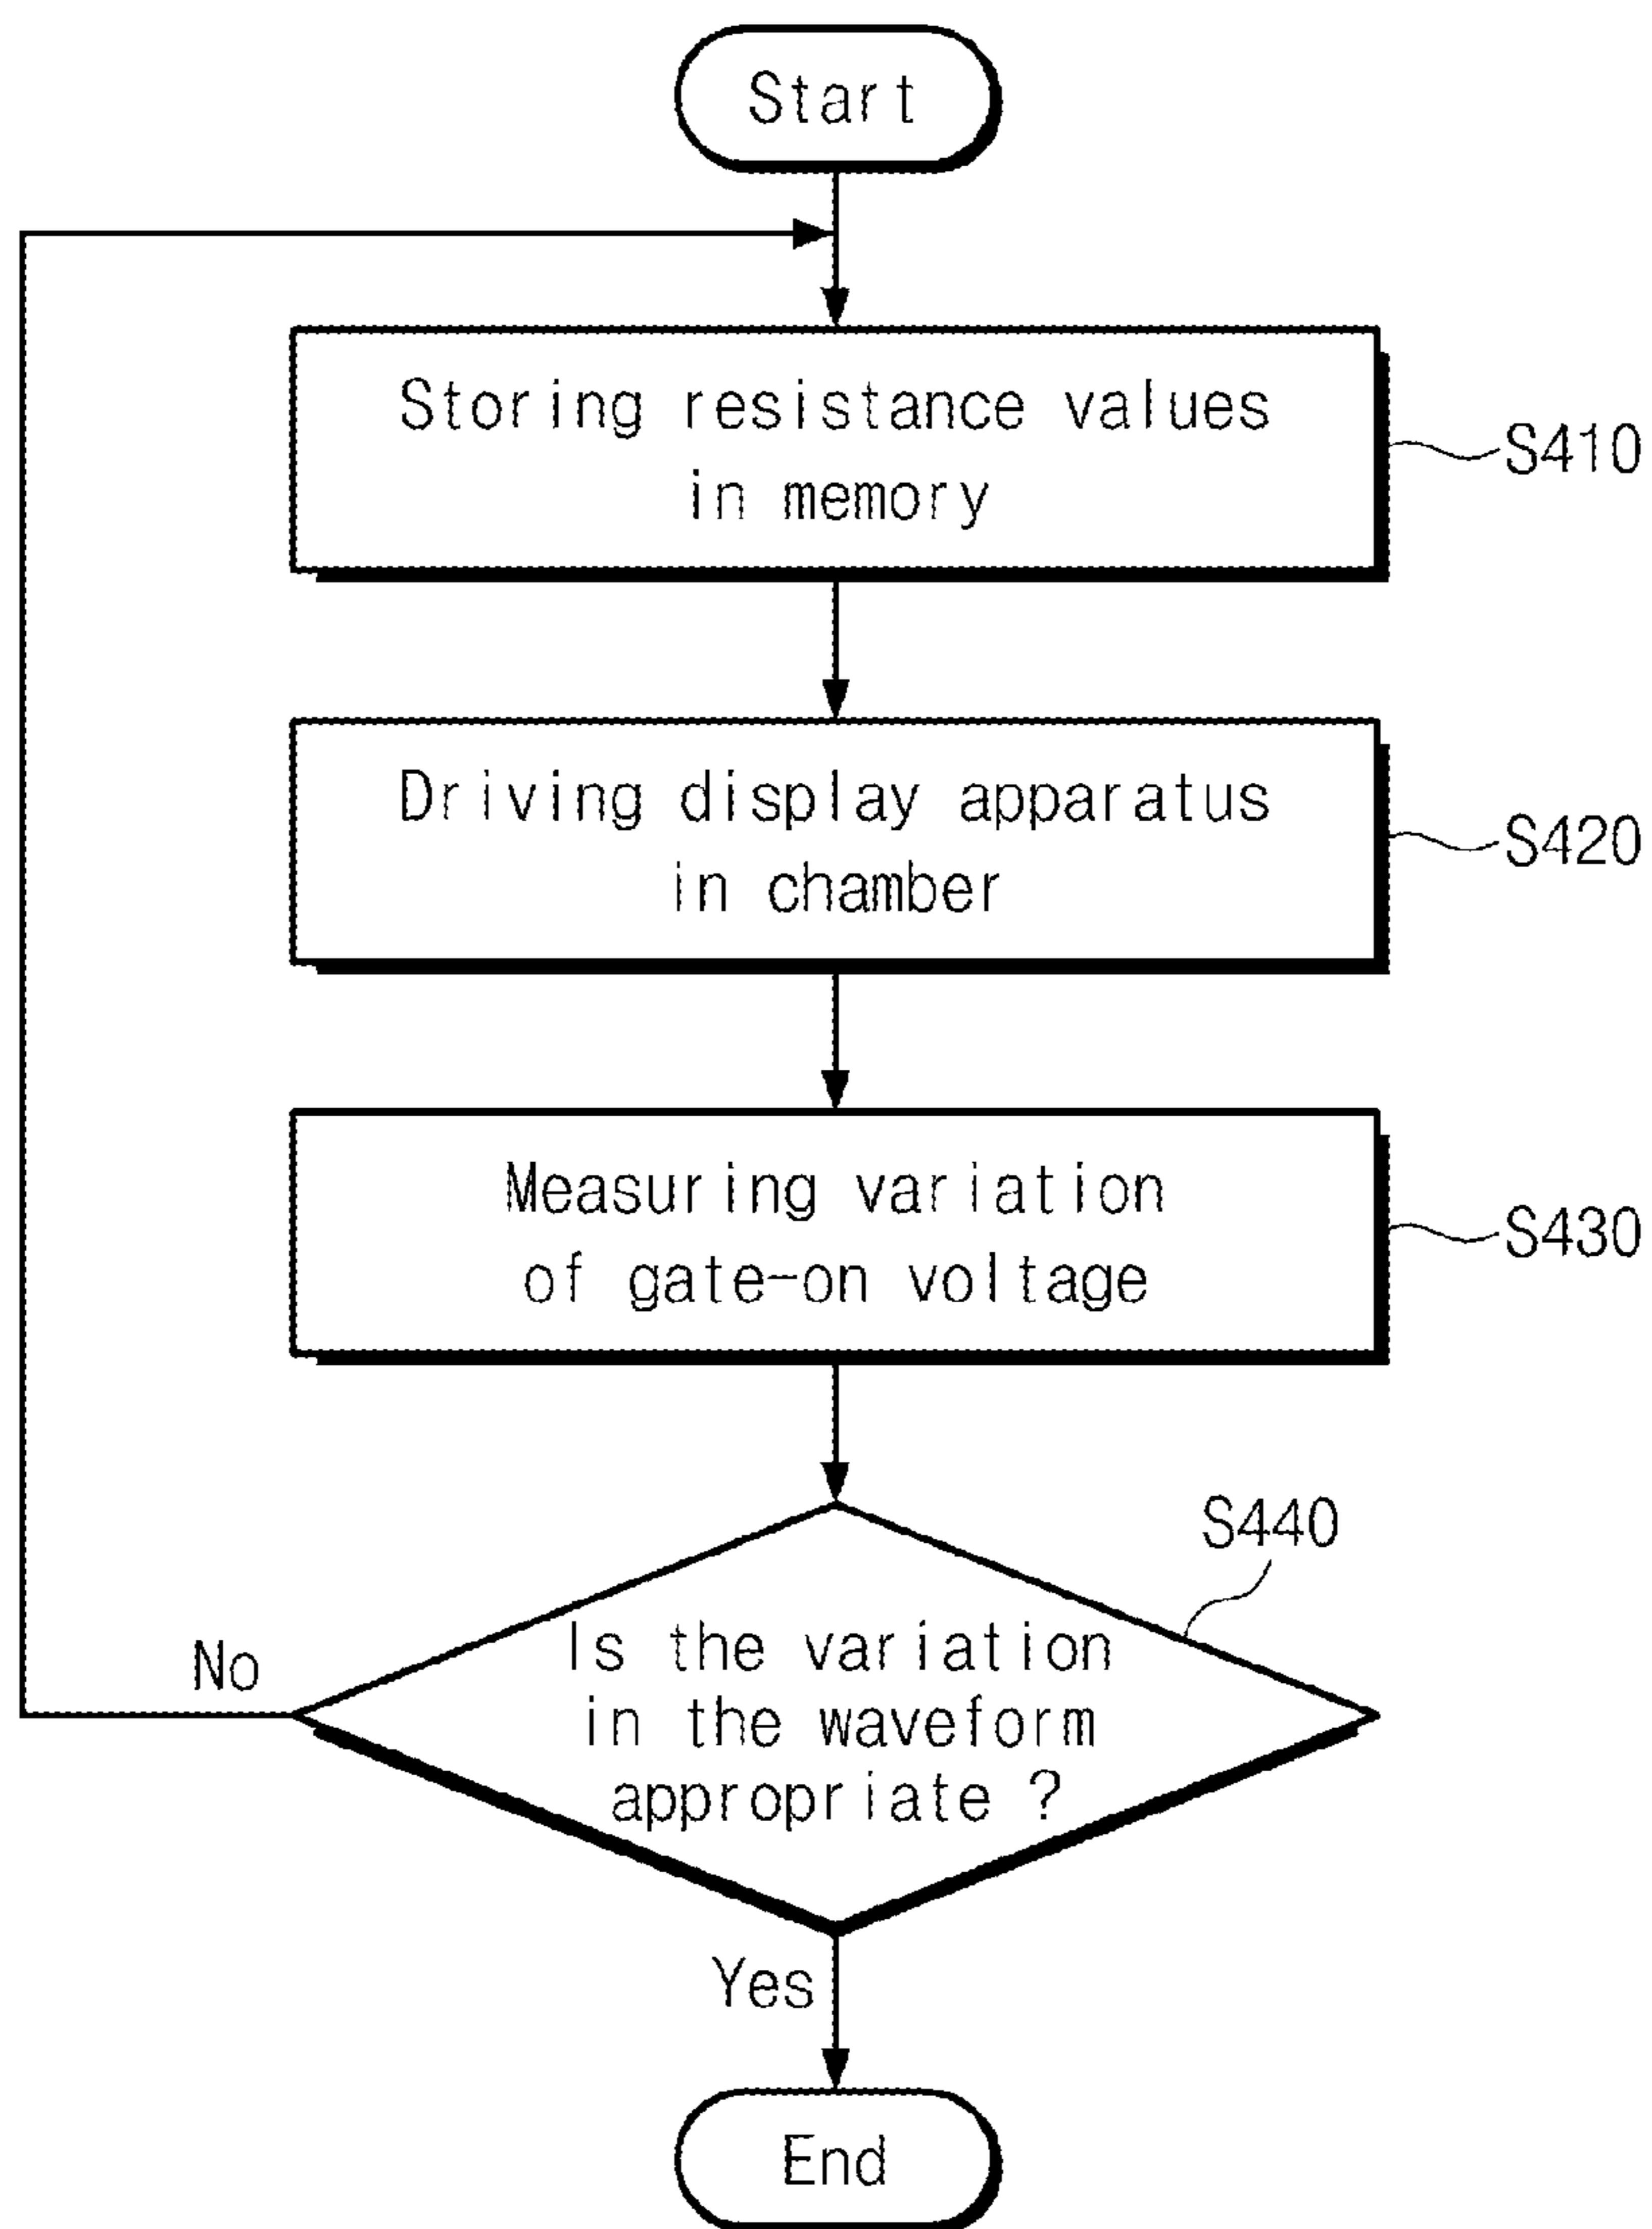 Start
Storing resistance values
in memory
S410
Driving display apparatus
in chamber
S420
Measuring variation
of gate-on voltage
S430
S440
Is the variation
in the waveform
appropriate ?
No
Yes
End